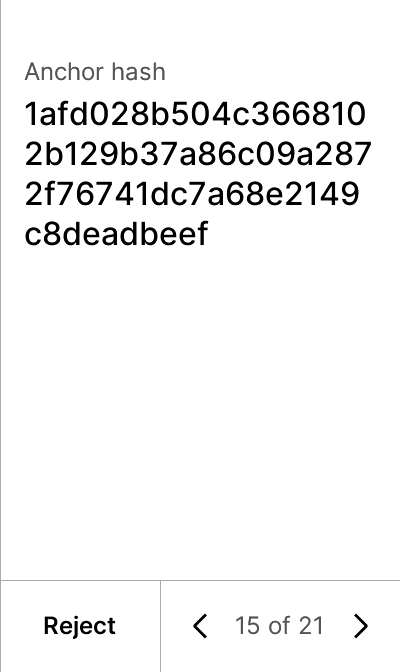 Anchor hash
1afd028b504c366810
2b129b37a86c09a287
2f76741dc7a68e2149
c8deadbeef
Reject
15 of 21